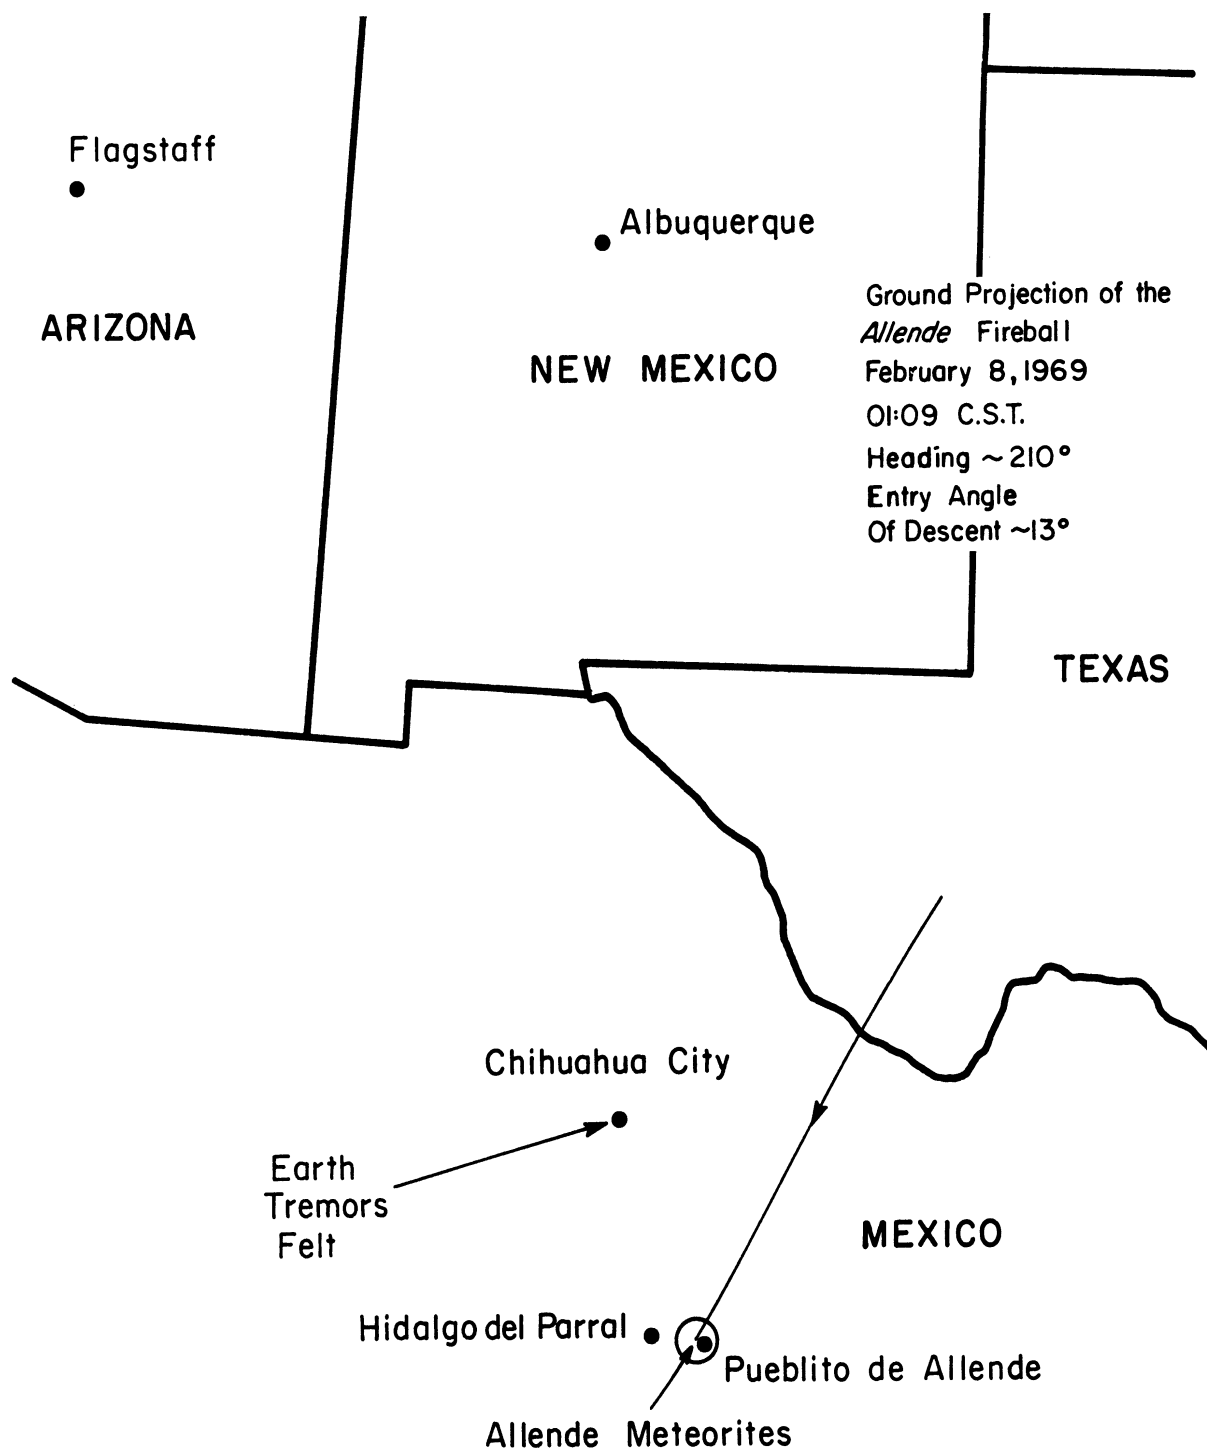 Flagstaff
Albuquerque
ARIZONA
NEW MEXICO
Ground Projection of the
Allende Fireball
February 8, 1969
01:09 C.S.T.
Heading ~ 210°
Entry Angle
Of Descent ~13°
TEXAS
Chihuahua City
Earth
Tremors
Felt
MEXICO
Hidalgo del Parral
Pueblito de Allende
Allende Meteorites